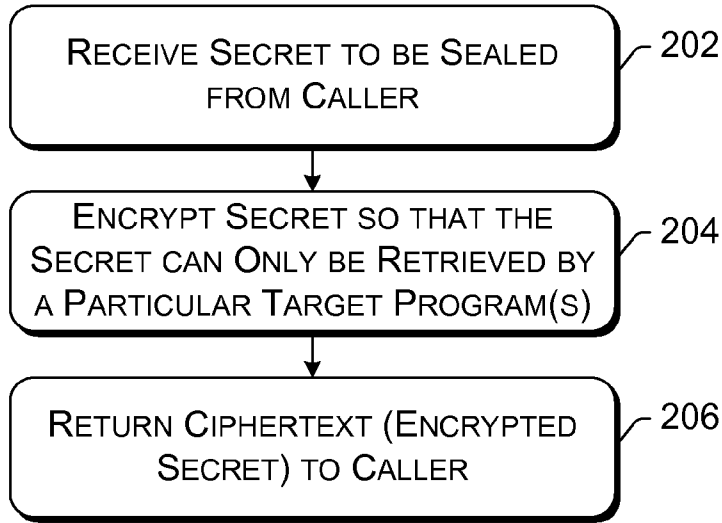 RECEIVE SECRET TO BE SEALED
FROM CALLER
202
ENCRYPT SECRET SO THAT THE
SECRET CAN ONLY BE RETRIEVED BY
A PARTICULAR TARGET PROGRAM(S)
204
RETURN CIPHERTEXT (ENCRYPTED
SECRET) TO CALLER
206